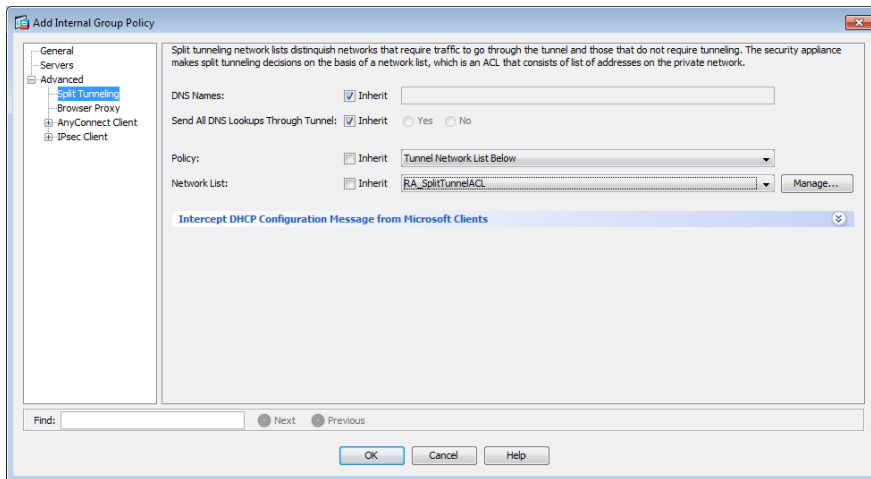 Add Internal Group Policy
General
Servers
Advanced
Split Tunneling
Browser Proxy
AnyConnect Client
IPsec Client
Split tunneling network lists distinquish networks that require traffic to go through the tunnel and those that do not require tunneling. The security appliance
makes split tunneling decisions on the basis of a network list, which is an ACL that consists of list of addresses on the private network.
DNS Names: Inherit
Send All DNS Lookups Through Tunnel: Inherit Yes No
Policy: Inherit Tunnel Network List Below
Network List: Inherit RA_SplitTunnelACL Manage...
Intercept DHCP Configuration Message from Microsoft Clients
Find: Next Previous
OK Cancel Help